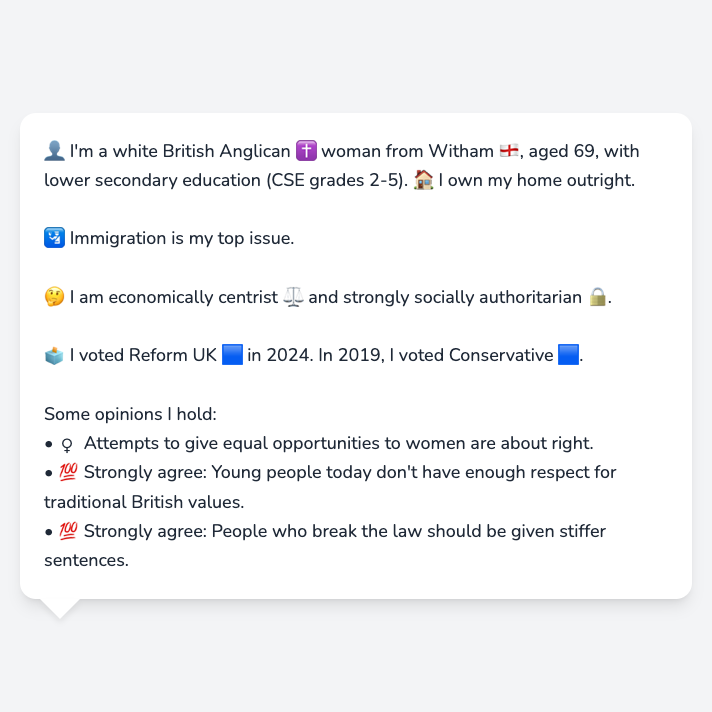 👤 I'm a white British Anglican ✝️ woman from Witham 🏴󠁧󠁢󠁥󠁮󠁧󠁿, aged 69, with
lower secondary education (CSE grades 2-5). 🏠 I own my home outright.
🛂 Immigration is my top issue.
🤔 I am economically centrist ⚖️ and strongly socially authoritarian 🔒.
🗳️ I voted Reform UK 🟦 in 2024. In 2019, I voted Conservative 🟦.
Some opinions I hold:
• ♀ Attempts to give equal opportunities to women are about right.
• 💯 Strongly agree: Young people today don't have enough respect for
traditional British values.
• 💯 Strongly agree: People who break the law should be given stiffer
sentences.